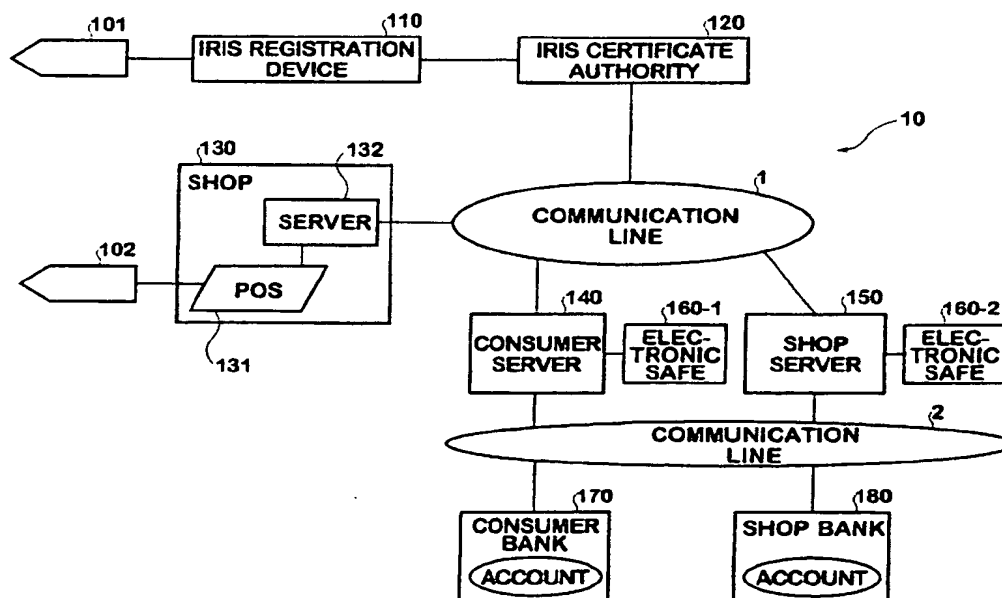 101
110
120
IRIS REGISTRATION
DEVICE
IRIS CERTIFICATE
AUTHORITY
10
130
132
SHOP
SERVER
1
COMMUNICATION
LINE
102
POS
131
140
160-1
150
160-2
CONSUMER
SERVER
ELEC-
TRONIC
SAFE
SHOP
SERVER
ELEC-
TRONIC
SAFE
2
COMMUNICATION
LINE
170
180
CONSUMER
BANK
ACCOUNT
SHOP BANK
ACCOUNT